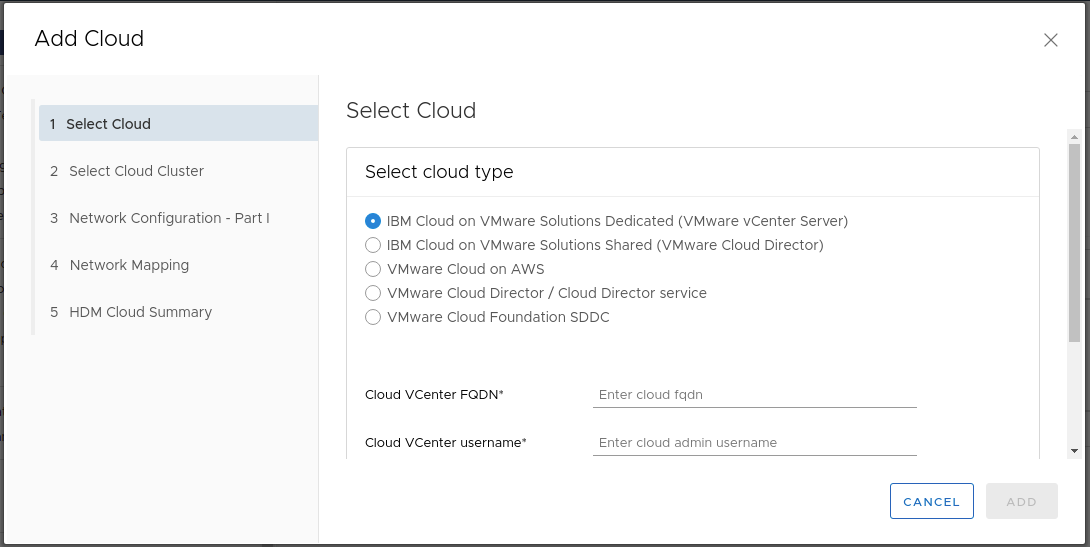 Add Cloud
1 Select Cloud
2 Select Cloud Cluster
3 Network Configuration - Part I
4 Network Mapping
5 HDM Cloud Summary
Select Cloud
Select cloud type
IBM Cloud on VMware Solutions Dedicated (VMware vCenter Server)
IBM Cloud on VMware Solutions Shared (VMware Cloud Director)
VMware Cloud on AWS
VMware Cloud Director / Cloud Director service
VMware Cloud Foundation SDDC
Cloud VCenter FQDN* Enter cloud fqdn
Cloud VCenter username* Enter cloud admin username
CANCEL ADD